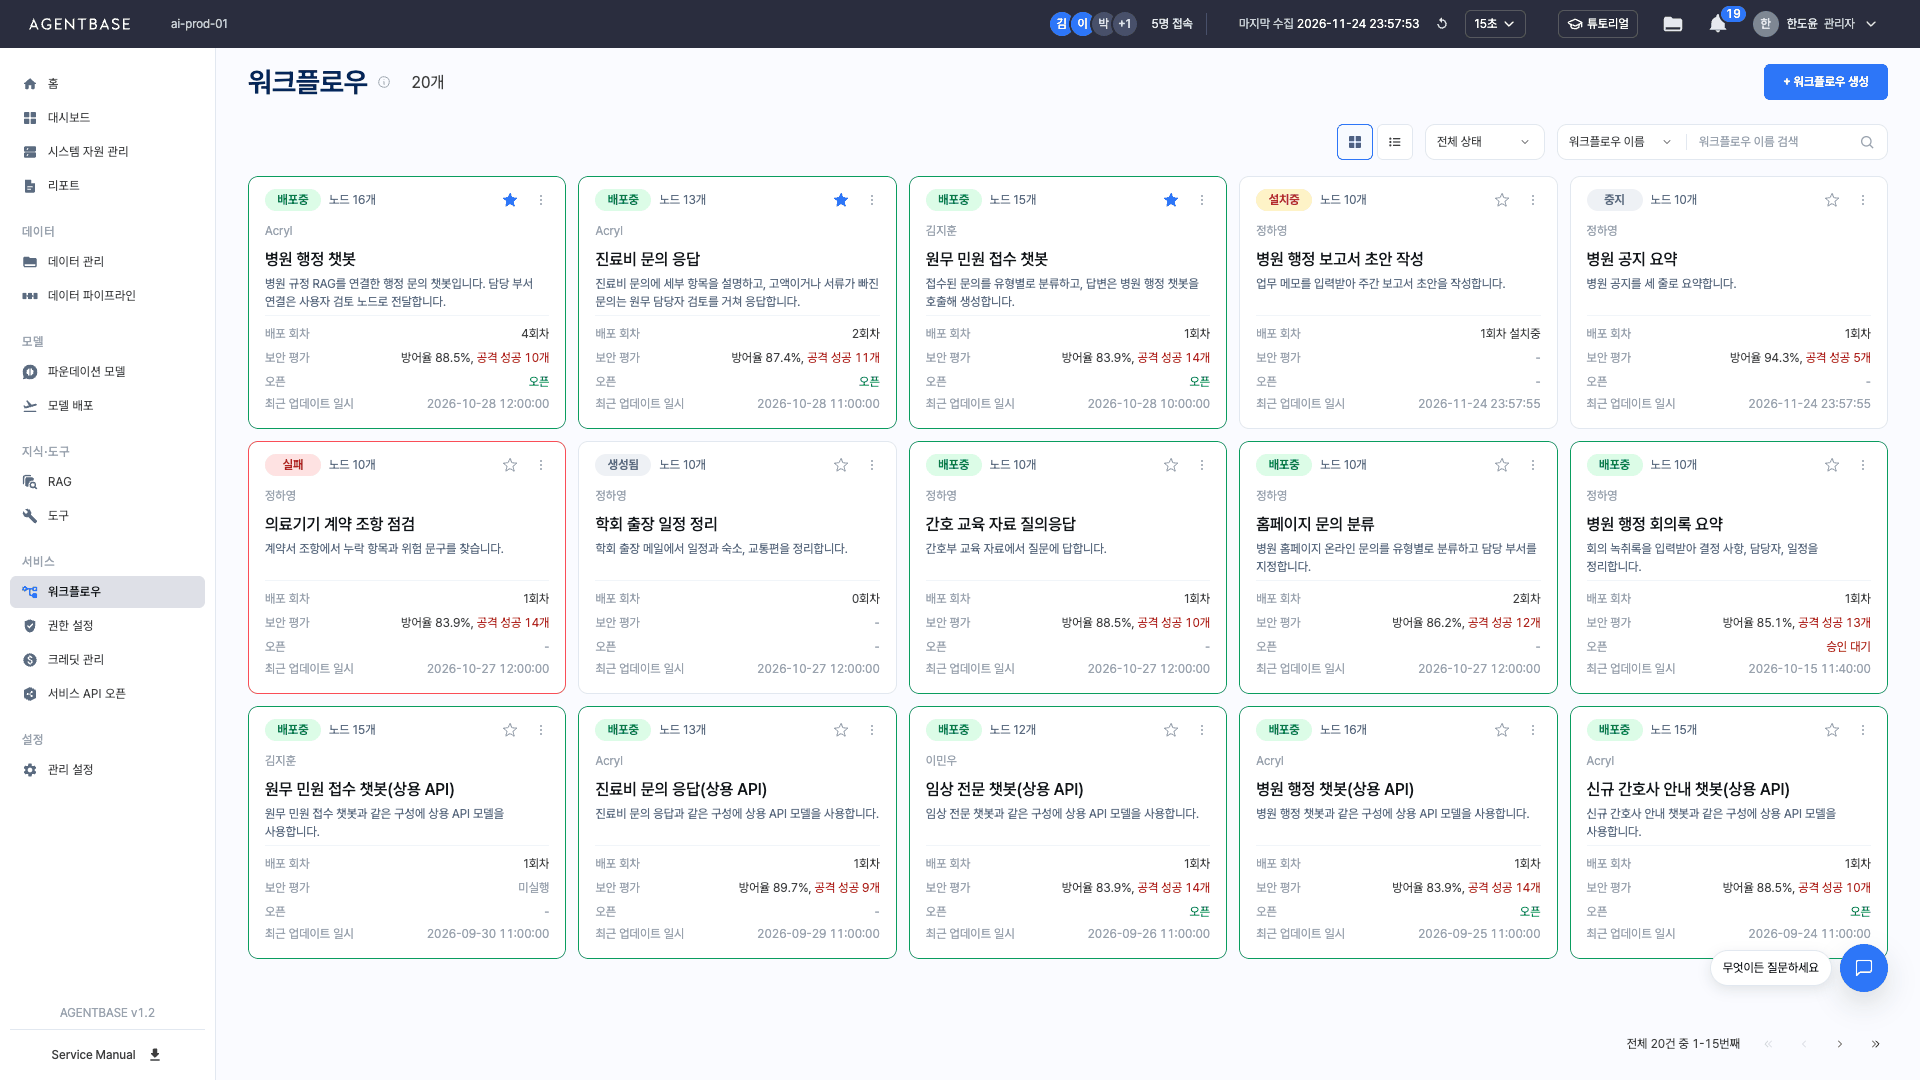 AGENTBASE
ai-prod-01
김 이 박 +1 5명 접속
마지막 수집 2026-11-24 23:57:53
15초
튜토리얼
19
한 한도윤 관리자
홈
대시보드
시스템 자원 관리
리포트
데이터
데이터 관리
데이터 파이프라인
모델
파운데이션 모델
모델 배포
지식·도구
RAG
도구
서비스
워크플로우
권한 설정
크레딧 관리
서비스 API 오픈
설정
관리 설정
AGENTBASE v1.2
Service Manual
워크플로우 20개
+ 워크플로우 생성
전체 상태
워크플로우 이름
워크플로우 이름 검색
배포중 노드 16개
Acryl
병원 행정 챗봇
병원 규정 RAG를 연결한 행정 문의 챗봇입니다. 담당 부서
연결은 사용자 검토 노드로 전달합니다.
배포 회차 4회차
보안 평가 방어율 88.5%, 공격 성공 10개
오픈 오픈
최근 업데이트 일시 2026-10-28 12:00:00
배포중 노드 13개
Acryl
진료비 문의 응답
진료비 문의에 세부 항목을 설명하고, 고액이거나 서류가 빠진
문의는 원무 담당자 검토를 거쳐 응답합니다.
배포 회차 2회차
보안 평가 방어율 87.4%, 공격 성공 11개
오픈 오픈
최근 업데이트 일시 2026-10-28 11:00:00
배포중 노드 15개
김지훈
원무 민원 접수 챗봇
접수된 문의를 유형별로 분류하고, 답변은 병원 행정 챗봇을
호출해 생성합니다.
배포 회차 1회차
보안 평가 방어율 83.9%, 공격 성공 14개
오픈 오픈
최근 업데이트 일시 2026-10-28 10:00:00
설치중 노드 10개
정하영
병원 행정 보고서 초안 작성
업무 메모를 입력받아 주간 보고서 초안을 작성합니다.
배포 회차 1회차 설치중
보안 평가 -
오픈 -
최근 업데이트 일시 2026-11-24 23:57:55
중지 노드 10개
정하영
병원 공지 요약
병원 공지를 세 줄로 요약합니다.
배포 회차 1회차
보안 평가 방어율 94.3%, 공격 성공 5개
오픈 -
최근 업데이트 일시 2026-11-24 23:57:55
실패 노드 10개
정하영
의료기기 계약 조항 점검
계약서 조항에서 누락 항목과 위험 문구를 찾습니다.
배포 회차 1회차
보안 평가 방어율 83.9%, 공격 성공 14개
오픈 -
최근 업데이트 일시 2026-10-27 12:00:00
생성됨 노드 10개
정하영
학회 출장 일정 정리
학회 출장 메일에서 일정과 숙소, 교통편을 정리합니다.
배포 회차 0회차
보안 평가 -
오픈 -
최근 업데이트 일시 2026-10-27 12:00:00
배포중 노드 10개
정하영
간호 교육 자료 질의응답
간호부 교육 자료에서 질문에 답합니다.
배포 회차 1회차
보안 평가 방어율 88.5%, 공격 성공 10개
오픈 -
최근 업데이트 일시 2026-10-27 12:00:00
배포중 노드 10개
정하영
홈페이지 문의 분류
병원 홈페이지 온라인 문의를 유형별로 분류하고 담당 부서를
지정합니다.
배포 회차 2회차
보안 평가 방어율 86.2%, 공격 성공 12개
오픈 -
최근 업데이트 일시 2026-10-27 12:00:00
배포중 노드 10개
정하영
병원 행정 회의록 요약
회의 녹취록을 입력받아 결정 사항, 담당자, 일정을
정리합니다.
배포 회차 1회차
보안 평가 방어율 85.1%, 공격 성공 13개
오픈 승인 대기
최근 업데이트 일시 2026-10-15 11:40:00
배포중 노드 15개
김지훈
원무 민원 접수 챗봇(상용 API)
원무 민원 접수 챗봇과 같은 구성에 상용 API 모델을
사용합니다.
배포 회차 1회차
보안 평가 미실행
오픈 -
최근 업데이트 일시 2026-09-30 11:00:00
배포중 노드 13개
Acryl
진료비 문의 응답(상용 API)
진료비 문의 응답과 같은 구성에 상용 API 모델을 사용합니다.
배포 회차 1회차
보안 평가 방어율 89.7%, 공격 성공 9개
오픈 -
최근 업데이트 일시 2026-09-29 11:00:00
배포중 노드 12개
이민우
임상 전문 챗봇(상용 API)
임상 전문 챗봇과 같은 구성에 상용 API 모델을 사용합니다.
배포 회차 1회차
보안 평가 방어율 83.9%, 공격 성공 14개
오픈 오픈
최근 업데이트 일시 2026-09-26 11:00:00
배포중 노드 16개
Acryl
병원 행정 챗봇(상용 API)
병원 행정 챗봇과 같은 구성에 상용 API 모델을 사용합니다.
배포 회차 1회차
보안 평가 방어율 83.9%, 공격 성공 14개
오픈 오픈
최근 업데이트 일시 2026-09-25 11:00:00
배포중 노드 15개
Acryl
신규 간호사 안내 챗봇(상용 API)
신규 간호사 안내 챗봇과 같은 구성에 상용 API 모델을
사용합니다.
배포 회차 1회차
보안 평가 방어율 88.5%, 공격 성공 10개
오픈 오픈
최근 업데이트 일시 2026-09-24 11:00:00
무엇이든 질문하세요
전체 20건 중 1-15번째